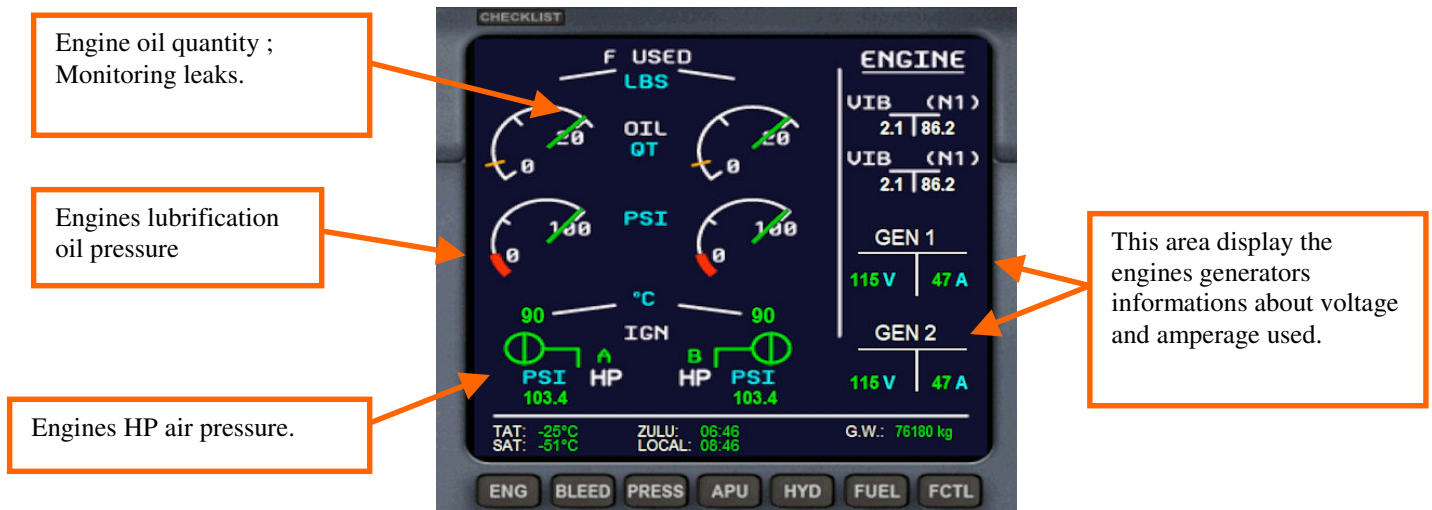 CHECKLIST
Engine oil quantity ;
Monitoring leaks.
F USED
LBS
ENGINE
VIB (N1)
2.1 86.2
20 OIL 20
QT
0 0
VIB (N1)
2.1 86.2
Engines lubrification
oil pressure
PSI
100 100
0 0
GEN 1
115 V 47 A
This area display the
engines generators
informations about voltage
and amperage used.
°C
90 90
IGN
GEN 2
A B
PSI HP HP PSI
103.4 103.4
115 V 47 A
Engines HP air pressure.
TAT: -25°C ZULU: 06:46 G.W.: 76180 kg
SAT: -51°C LOCAL: 08:46
ENG BLEED PRESS APU HYD FUEL FCTL